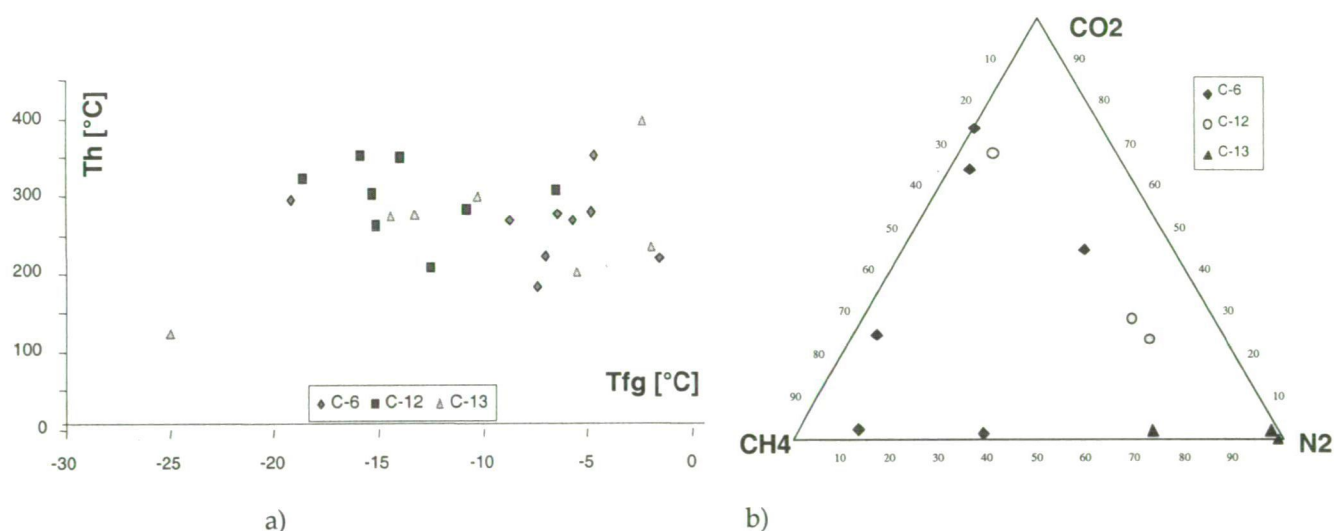 Th [°C]
400
300
200
100
0
Tfg [°C]
C-6 C-12 C-13
-30 -25 -20 -15 -10 -5 0
a)
CO2
10 90
20 80
30 70
40 60
50 50
60 40
70 30
80 20
90 10
C-6
C-12
C-13
CH4 N2
10 20 30 40 50 60 70 80 90
b)